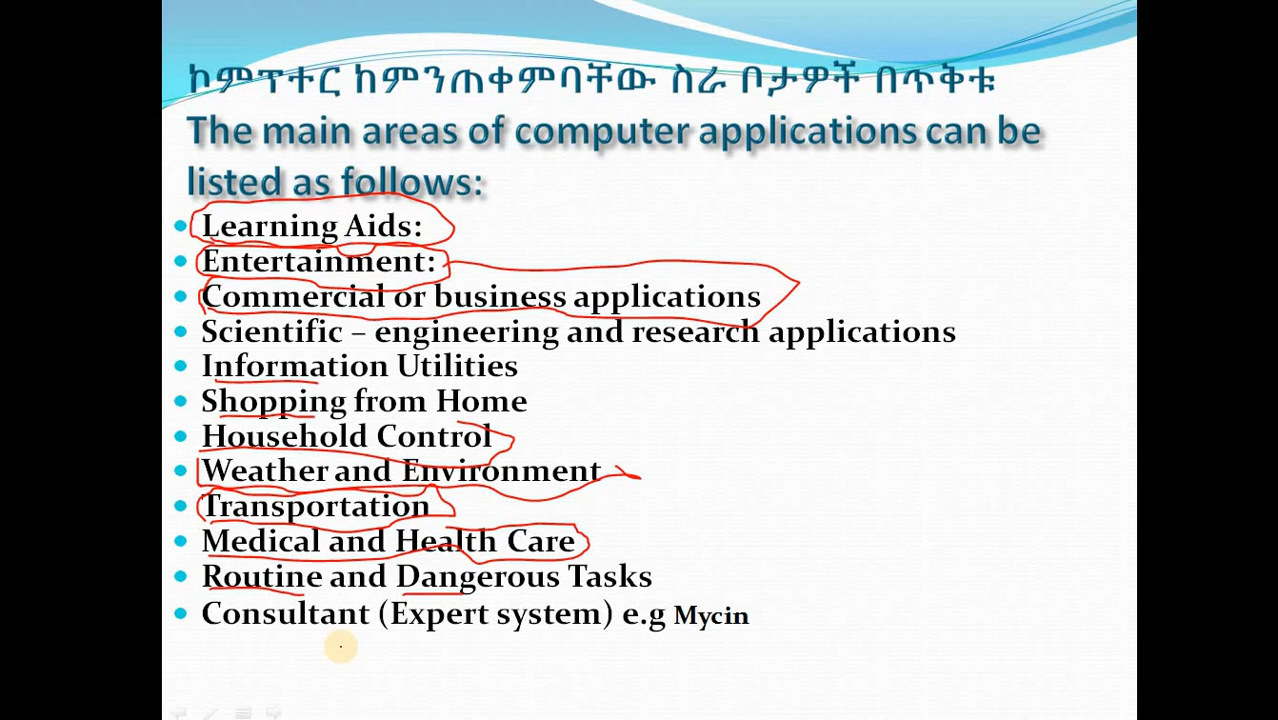 ኮምፕተር ከምንጠቀምባቸው ስራ ቦታዎች በጥቅቱ
The main areas of computer applications can be
listed as follows:
• Learning Aids:
• Entertainment:
• Commercial or business applications
• Scientific – engineering and research applications
• Information Utilities
• Shopping from Home
• Household Control
• Weather and Environment
• Transportation
• Medical and Health Care
• Routine and Dangerous Tasks
• Consultant (Expert system) e.g Mycin